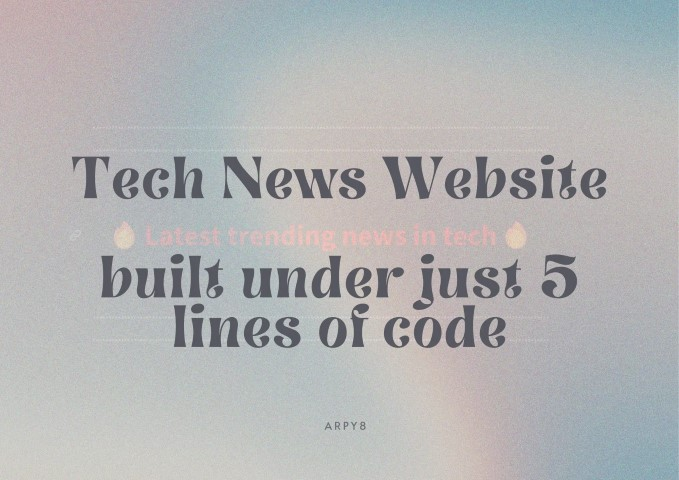 Tech News Website
🔥 Latest trending news in tech 🔥
built under just 5
lines of code
ARPY8